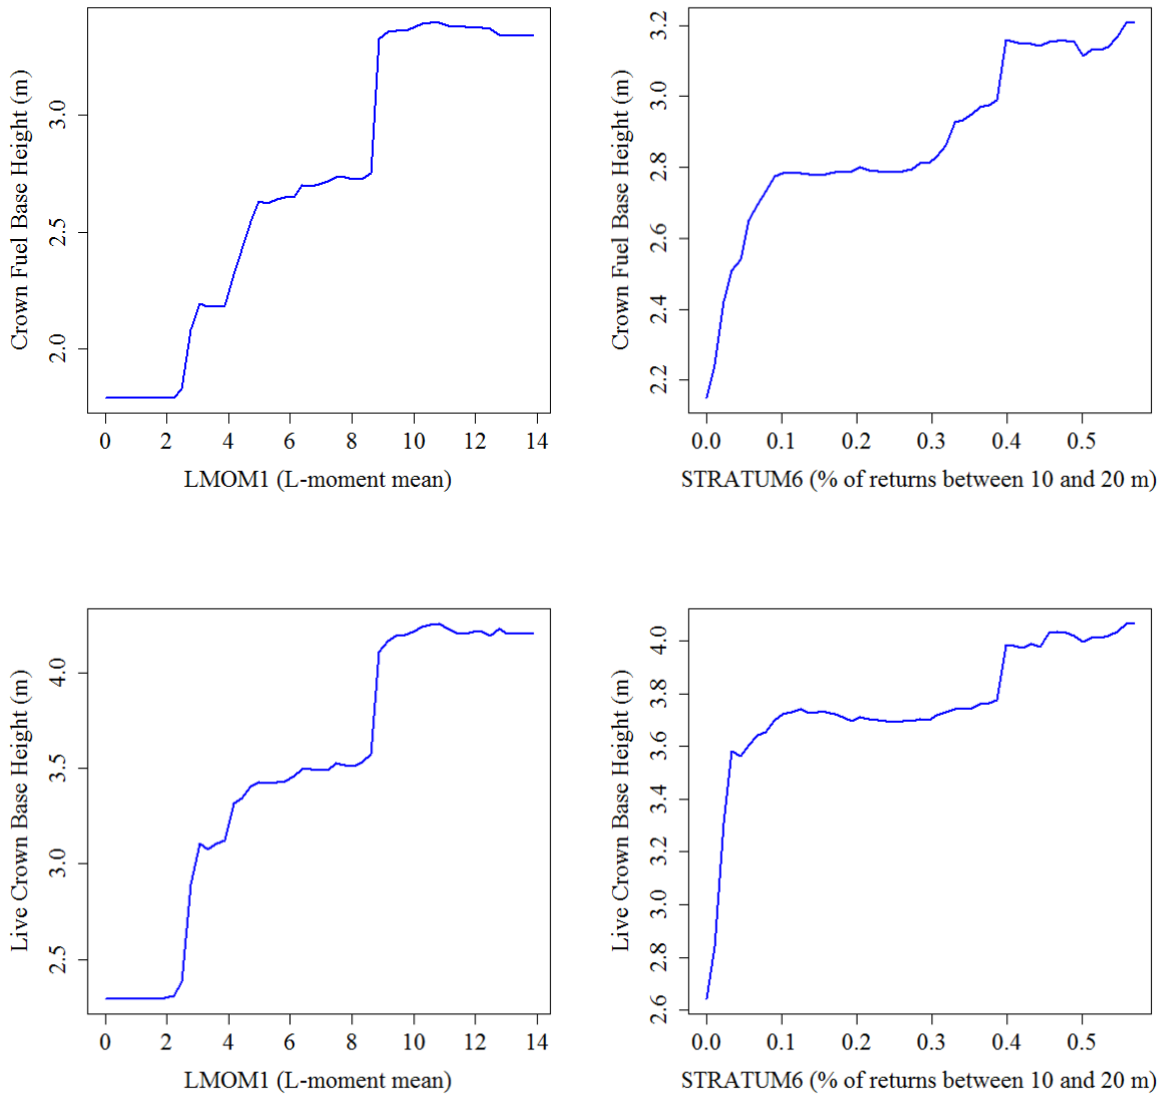 Crown Fuel Base Height (m)
3.0
2.5
2.0
0 2 4 6 8 10 12 14
LMOM1 (L-moment mean)
Crown Fuel Base Height (m)
3.2
3.0
2.8
2.6
2.4
2.2
0.0 0.1 0.2 0.3 0.4 0.5
STRATUM6 (% of returns between 10 and 20 m)
Live Crown Base Height (m)
4.0
3.5
3.0
2.5
0 2 4 6 8 10 12 14
LMOM1 (L-moment mean)
Live Crown Base Height (m)
4.0
3.8
3.6
3.4
3.2
3.0
2.8
2.6
0.0 0.1 0.2 0.3 0.4 0.5
STRATUM6 (% of returns between 10 and 20 m)